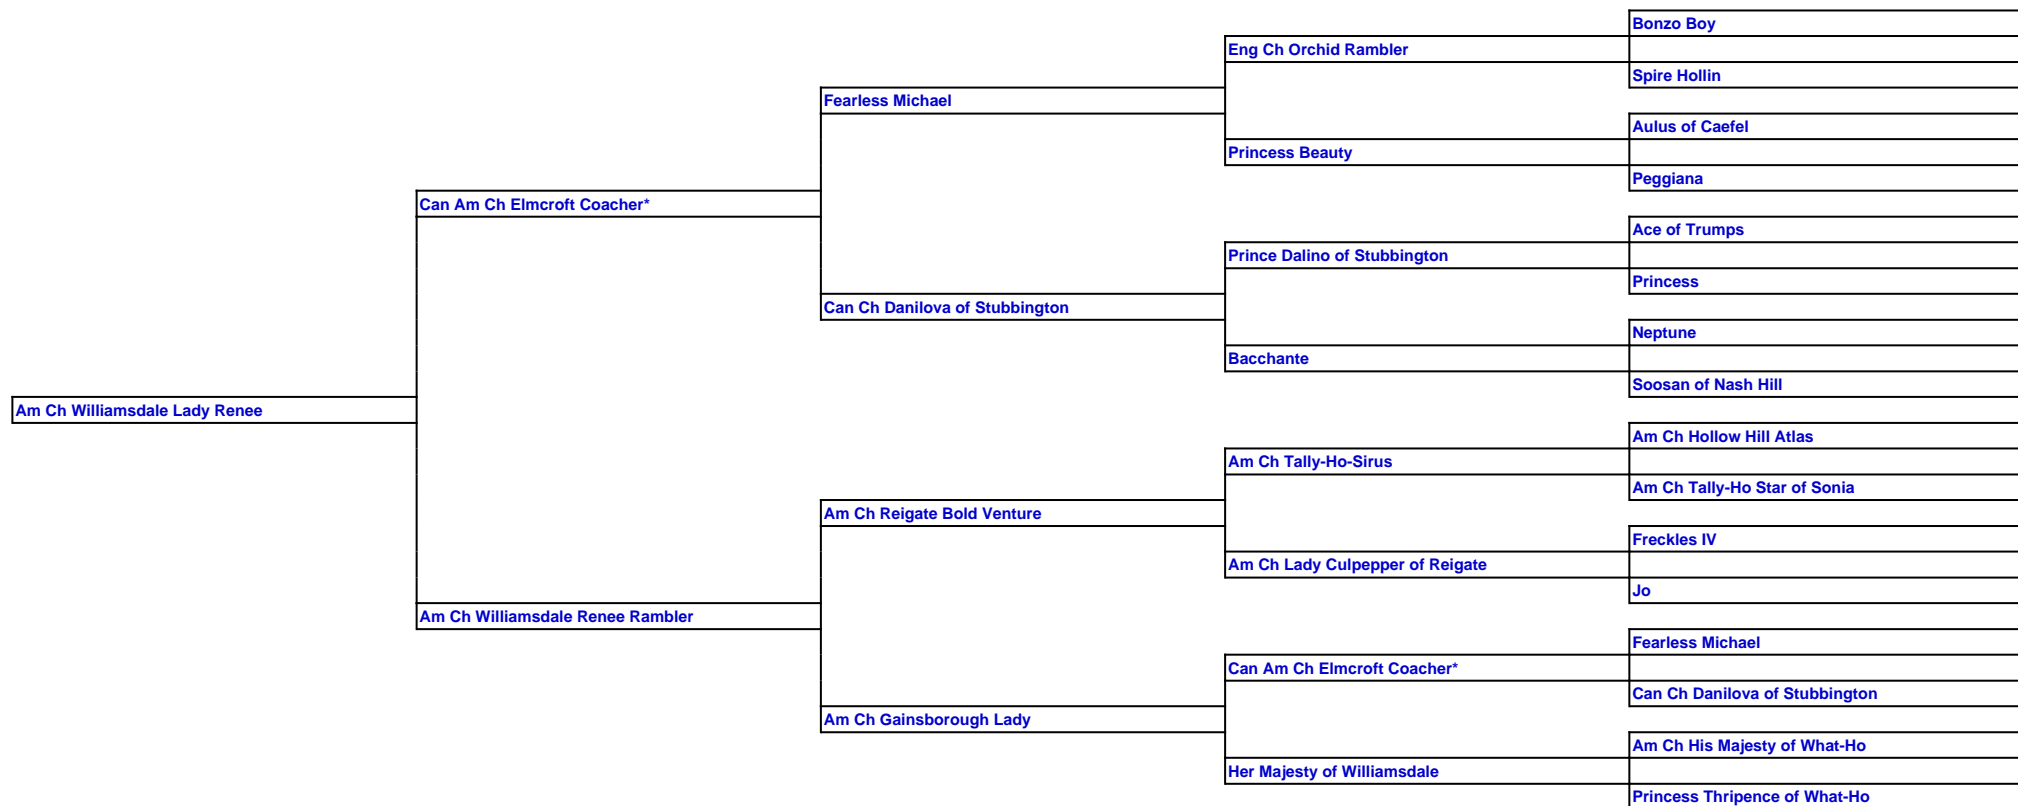 Bonzo Boy
Eng Ch Orchid Rambler
Spire Hollin
Fearless Michael
Aulus of Caefel
Princess Beauty
Peggiana
Can Am Ch Elmcroft Coacher*
Ace of Trumps
Prince Dalino of Stubbington
Princess
Can Ch Danilova of Stubbington
Neptune
Bacchante
Soosan of Nash Hill
Am Ch Williamsdale Lady Renee
Am Ch Hollow Hill Atlas
Am Ch Tally-Ho-Sirus
Am Ch Tally-Ho Star of Sonia
Am Ch Reigate Bold Venture
Freckles IV
Am Ch Lady Culpepper of Reigate
Jo
Am Ch Williamsdale Renee Rambler
Fearless Michael
Can Am Ch Elmcroft Coacher*
Can Ch Danilova of Stubbington
Am Ch Gainsborough Lady
Am Ch His Majesty of What-Ho
Her Majesty of Williamsdale
Princess Thripence of What-Ho